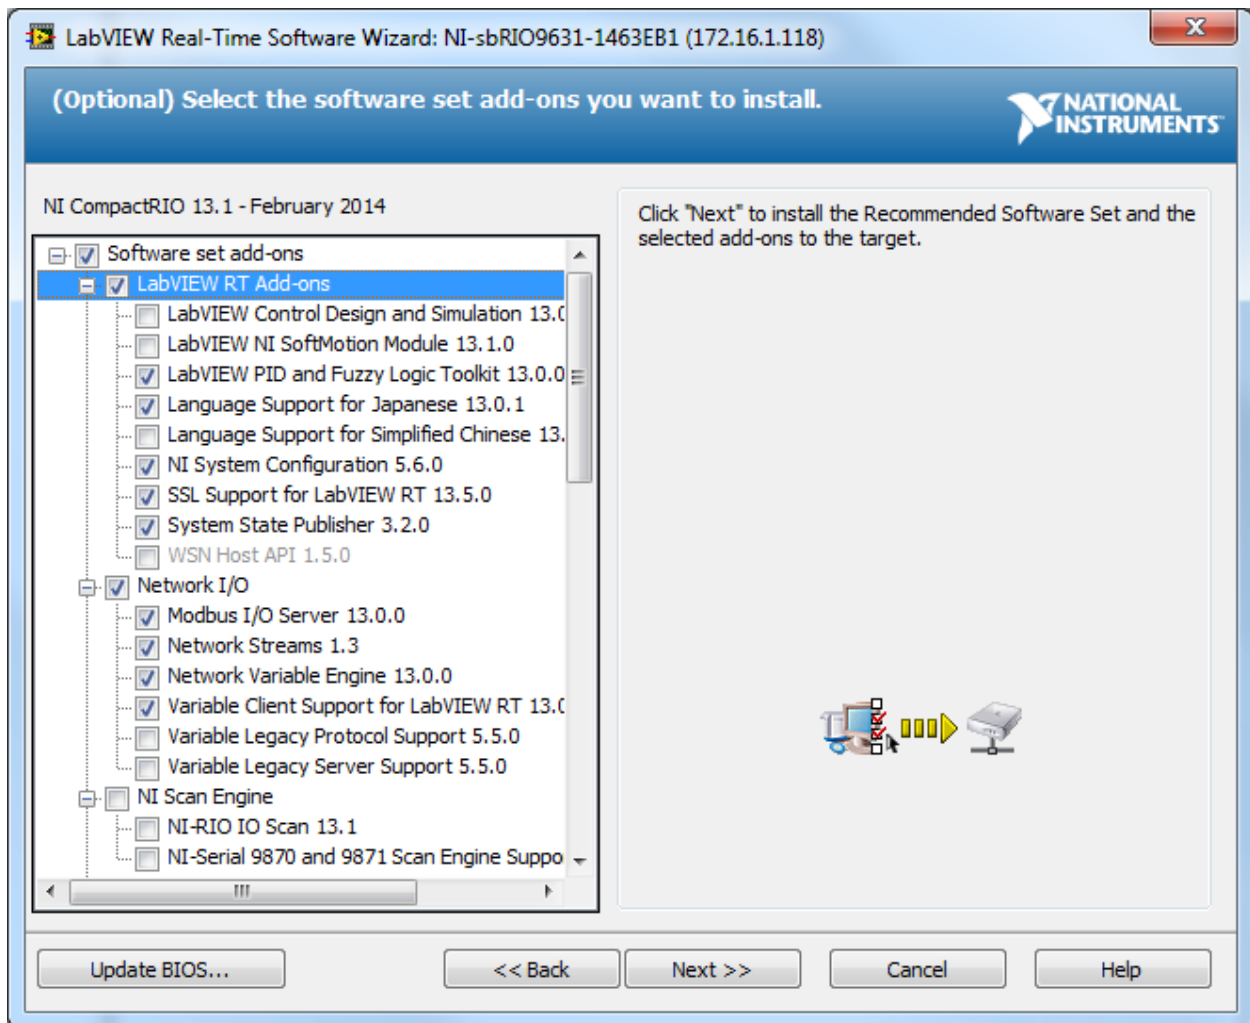 LabVIEW Real-Time Software Wizard: NI-sbRIO9631-1463EB1 (172.16.1.118)
(Optional) Select the software set add-ons you want to install.
NATIONAL
INSTRUMENTS
NI CompactRIO 13.1 - February 2014
Software set add-ons
LabVIEW RT Add-ons
LabVIEW Control Design and Simulation 13.0
LabVIEW NI SoftMotion Module 13.1.0
LabVIEW PID and Fuzzy Logic Toolkit 13.0.0
Language Support for Japanese 13.0.1
Language Support for Simplified Chinese 13.
NI System Configuration 5.6.0
SSL Support for LabVIEW RT 13.5.0
System State Publisher 3.2.0
WSN Host API 1.5.0
Network I/O
Modbus I/O Server 13.0.0
Network Streams 1.3
Network Variable Engine 13.0.0
Variable Client Support for LabVIEW RT 13.0
Variable Legacy Protocol Support 5.5.0
Variable Legacy Server Support 5.5.0
NI Scan Engine
NI-RIO IO Scan 13.1
NI-Serial 9870 and 9871 Scan Engine Suppo
Click "Next" to install the Recommended Software Set and the
selected add-ons to the target.
Update BIOS...
<< Back
Next >>
Cancel
Help